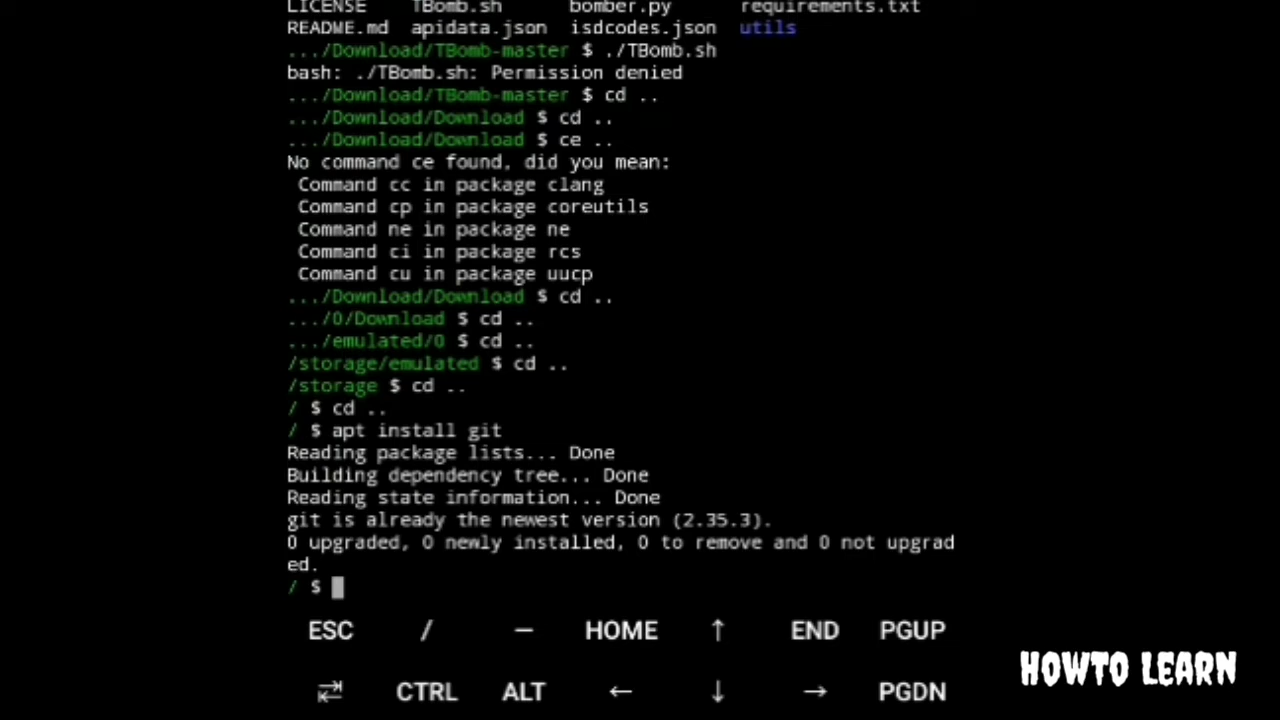 LICENSE TBomb.sh bomber.py requirements.txt
README.md apidata.json isdcodes.json utils
.../Download/TBomb-master $ ./TBomb.sh
bash: ./TBomb.sh: Permission denied
.../Download/TBomb-master $ cd ..
.../Download/Download $ cd ..
.../Download/Download $ ce ..
No command ce found, did you mean:
Command cc in package clang
Command cp in package coreutils
Command ne in package ne
Command ci in package rcs
Command cu in package uucp
.../Download/Download $ cd ..
.../0/Download $ cd ..
.../emulated/0 $ cd ..
/storage/emulated $ cd ..
/storage $ cd ..
/ $ cd ..
/ $ apt install git
Reading package lists... Done
Building dependency tree... Done
Reading state information... Done
git is already the newest version (2.35.3).
0 upgraded, 0 newly installed, 0 to remove and 0 not upgrad
ed.
/ $
ESC / — HOME ↑ END PGUP
CTRL ALT ← ↓ → PGDN
HOWTO LEARN